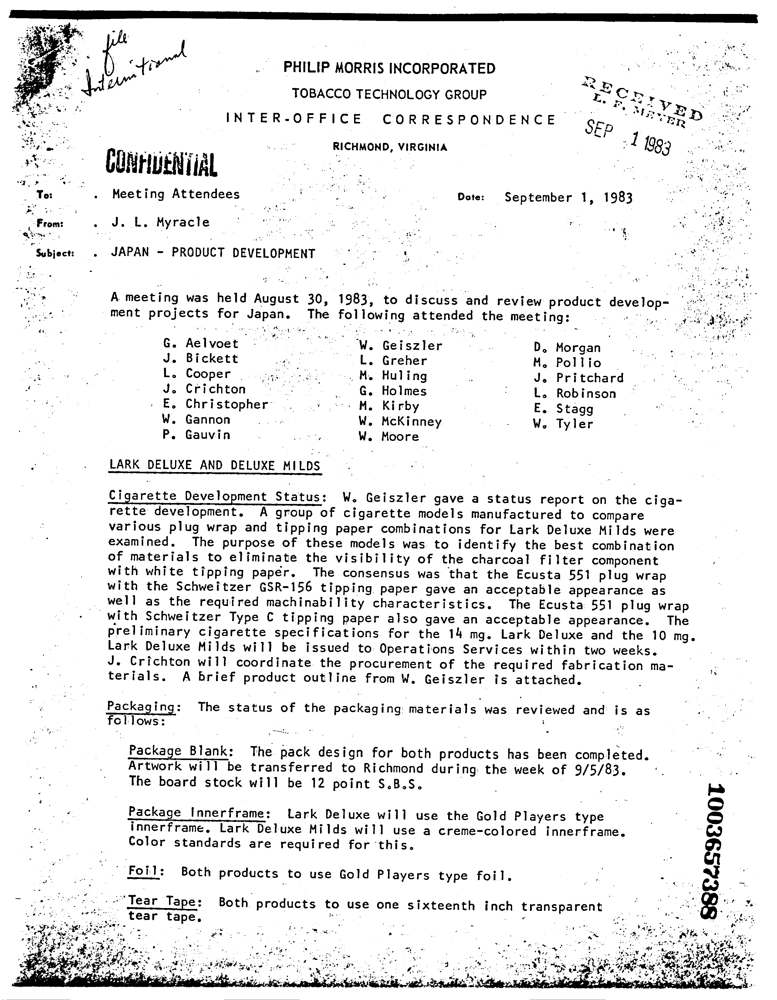 file
International
PHILIP MORRIS INCORPORATED
TOBACCO TECHNOLOGY GROUP
INTER-OFFICE CORRESPONDENCE
RICHMOND, VIRGINIA
RECEIVED
L. F. MEYER
SEP 1 1983
CONFIDENTIAL
To: . Meeting Attendees Date: September 1, 1983
From: . J. L. Myracle
Subject: . JAPAN - PRODUCT DEVELOPMENT
A meeting was held August 30, 1983, to discuss and review product develop-
ment projects for Japan. The following attended the meeting:
G. Aelvoet W. Geiszler D. Morgan
J. Bickett L. Greher M. Pollio
L. Cooper M. Huling J. Pritchard
J. Crichton G. Holmes L. Robinson
E. Christopher M. Kirby E. Stagg
W. Gannon W. McKinney W. Tyler
P. Gauvin W. Moore
LARK DELUXE AND DELUXE MILDS
Cigarette Development Status: W. Geiszler gave a status report on the ciga-
rette development. A group of cigarette models manufactured to compare
various plug wrap and tipping paper combinations for Lark Deluxe Milds were
examined. The purpose of these models was to identify the best combination
of materials to eliminate the visibility of the charcoal filter component
with white tipping paper. The consensus was that the Ecusta 551 plug wrap
with the Schweitzer GSR-156 tipping paper gave an acceptable appearance as
well as the required machinability characteristics. The Ecusta 551 plug wrap
with Schweitzer Type C tipping paper also gave an acceptable appearance. The
preliminary cigarette specifications for the 14 mg. Lark Deluxe and the 10 mg.
Lark Deluxe Milds will be issued to Operations Services within two weeks.
J. Crichton will coordinate the procurement of the required fabrication ma-
terials. A brief product outline from W. Geiszler is attached.
Packaging: The status of the packaging materials was reviewed and is as
follows:
Package Blank: The pack design for both products has been completed.
Artwork will be transferred to Richmond during the week of 9/5/83.
The board stock will be 12 point S.B.S.
Package Innerframe: Lark Deluxe will use the Gold Players type
innerframe. Lark Deluxe Milds will use a creme-colored innerframe.
Color standards are required for this.
Foil: Both products to use Gold Players type foil.
Tear Tape: Both products to use one sixteenth inch transparent
tear tape.
1003657388